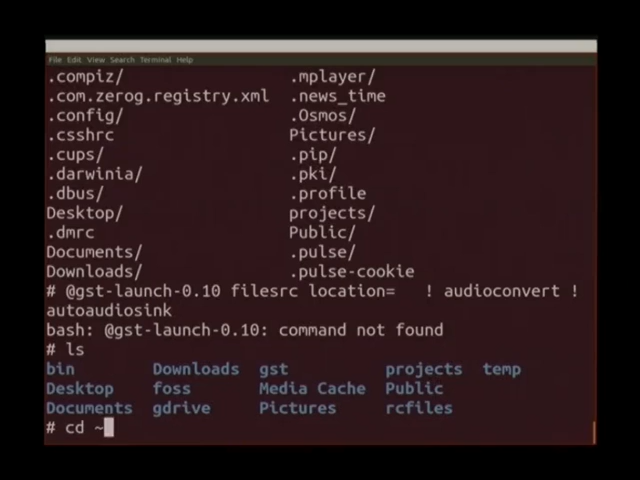 File Edit View Search Terminal Help
.compiz/ .mplayer/
.com.zerog.registry.xml .news_time
.config/ .Osmos/
.csshrc Pictures/
.cups/ .pip/
.darwinia/ .pki/
.dbus/ .profile
Desktop/ projects/
.dmrc Public/
Documents/ .pulse/
Downloads/ .pulse-cookie
# @gst-launch-0.10 filesrc location=   ! audioconvert !
autoaudiosink
bash: @gst-launch-0.10: command not found
# ls
bin Downloads gst projects temp
Desktop foss Media Cache Public
Documents gdrive Pictures rcfiles
# cd ~